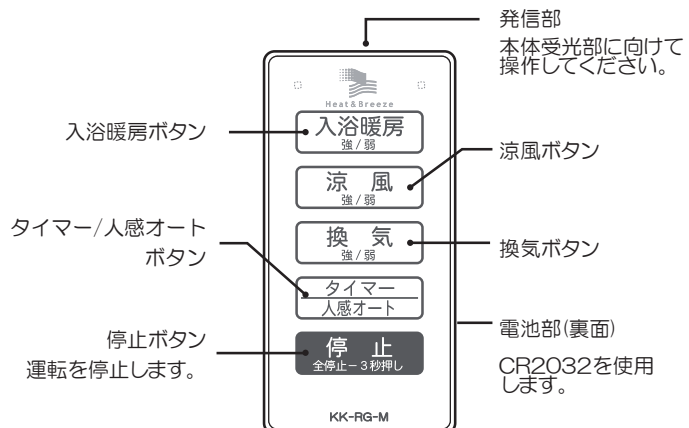 発信部
本体受光部に向けて
操作してください。
Heat&Breeze
入浴暖房ボタン
入浴暖房
強/弱
涼風ボタン
涼 風
強/弱
タイマー/人感オート
ボタン
換 気
強/弱
換気ボタン
タイマー
人感オート
停止ボタン
運転を停止します。
停 止
全停止−3秒押し
電池部(裏面)
CR2032を使用
します。
KK-RG-M